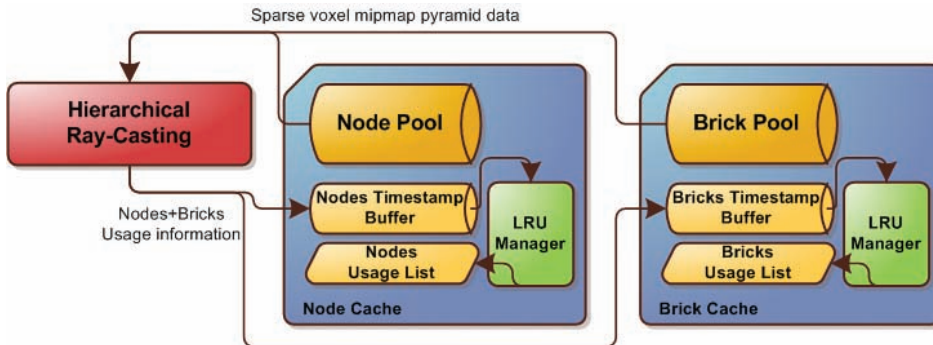 Sparse voxel mipmap pyramid data
Hierarchical
Ray-Casting
Node Pool
Brick Pool
Nodes+Bricks
Usage information
Nodes Timestamp
Buffer
LRU
Manager
Nodes
Usage List
Node Cache
Bricks Timestamp
Buffer
LRU
Manager
Bricks
Usage List
Brick Cache